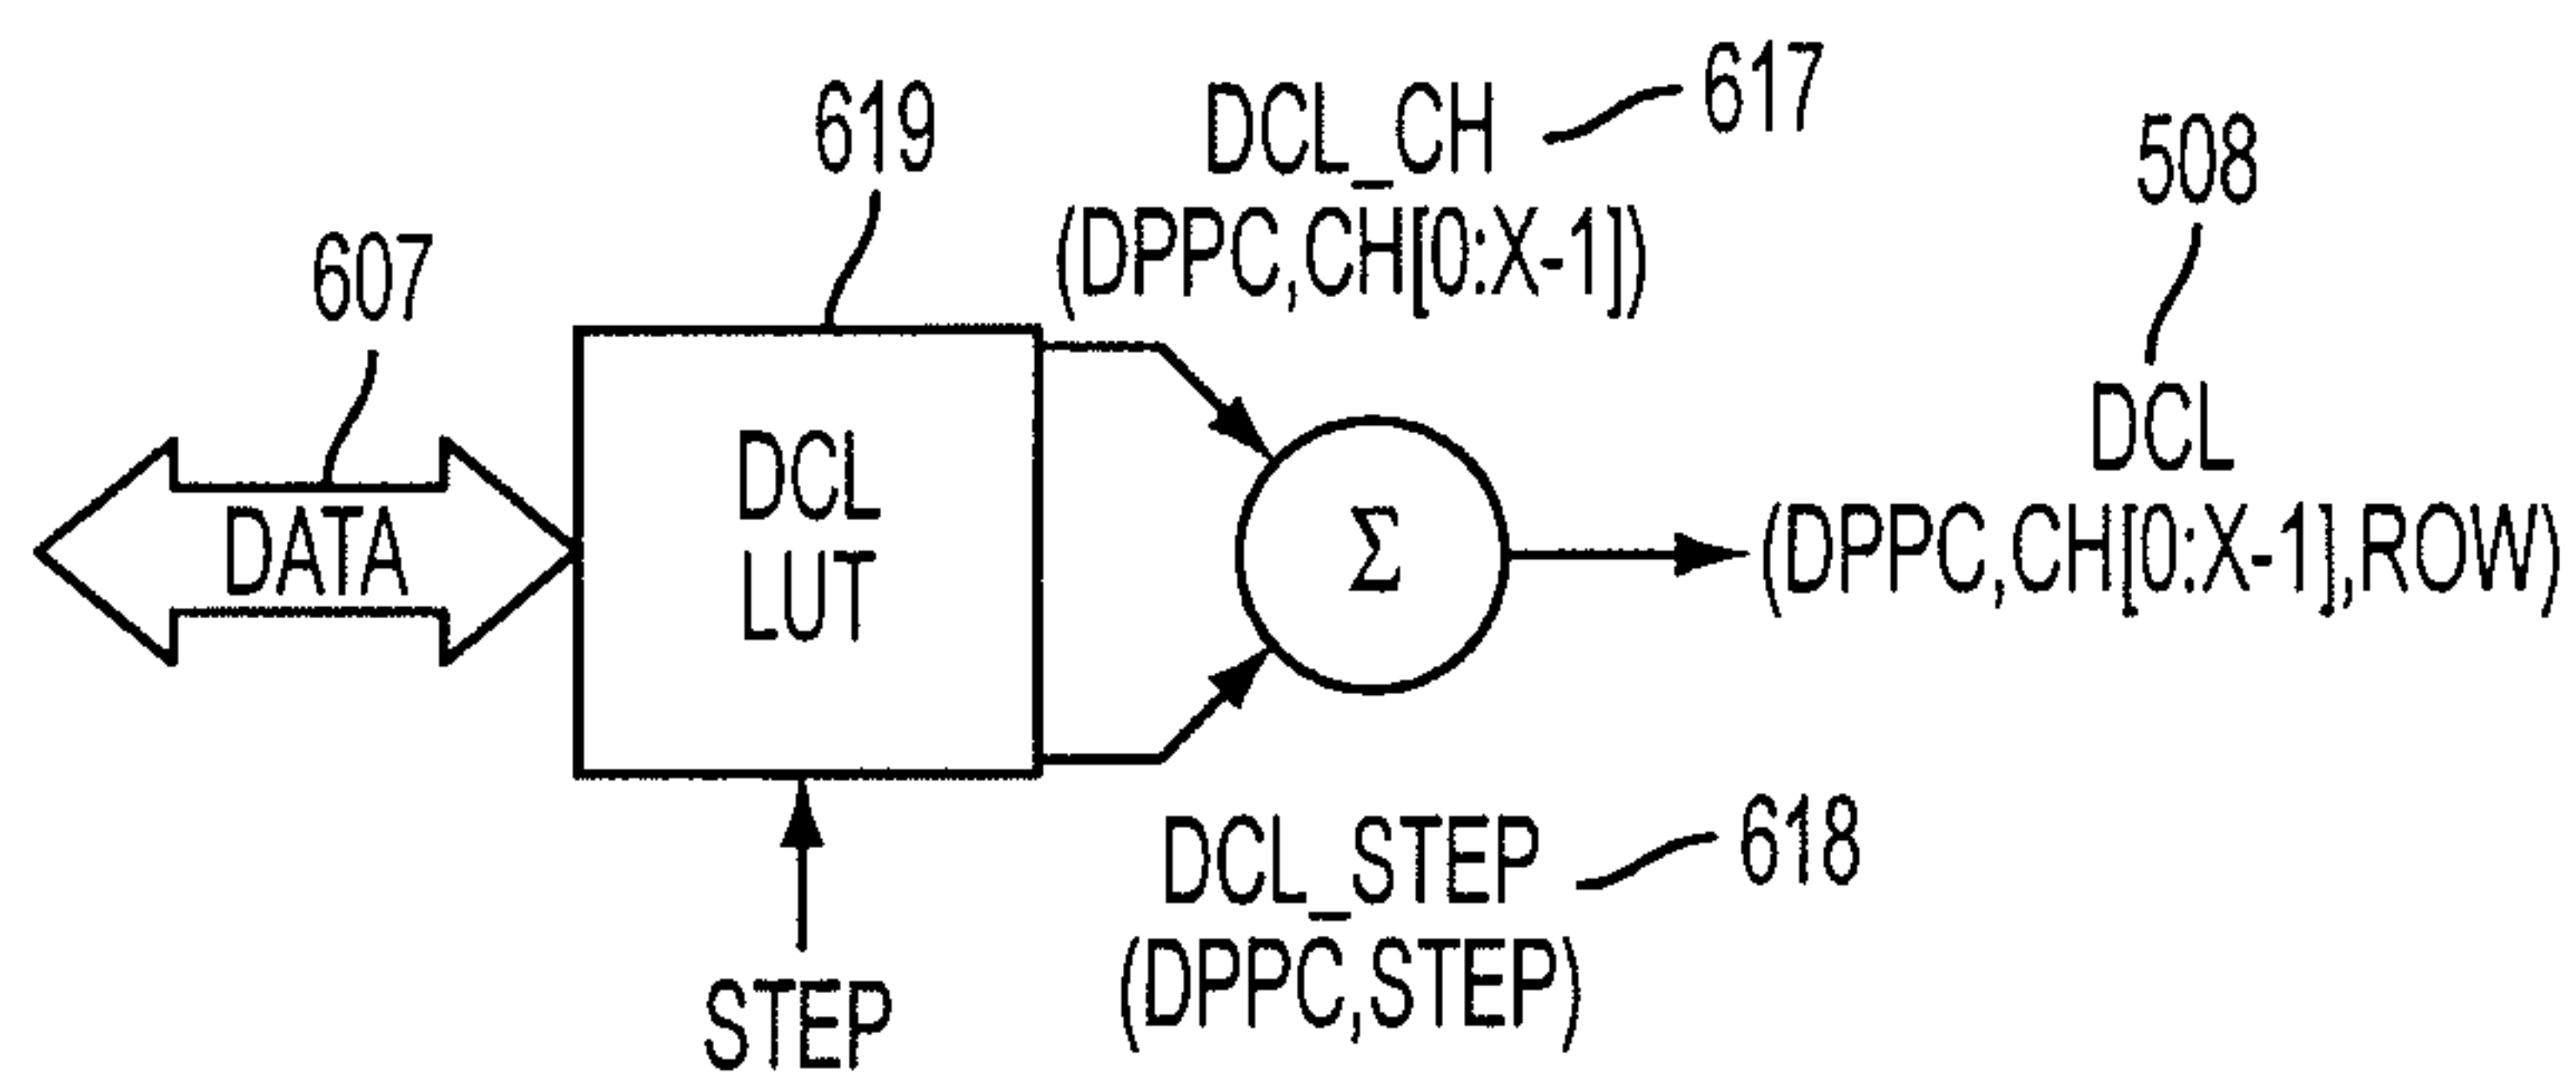 607
DATA
619
DCL
LUT
STEP
DCL_CH
(DPPC,CH[0:X-1])
617
Σ
DCL_STEP
(DPPC,STEP)
618
508
DCL
(DPPC,CH[0:X-1],ROW)